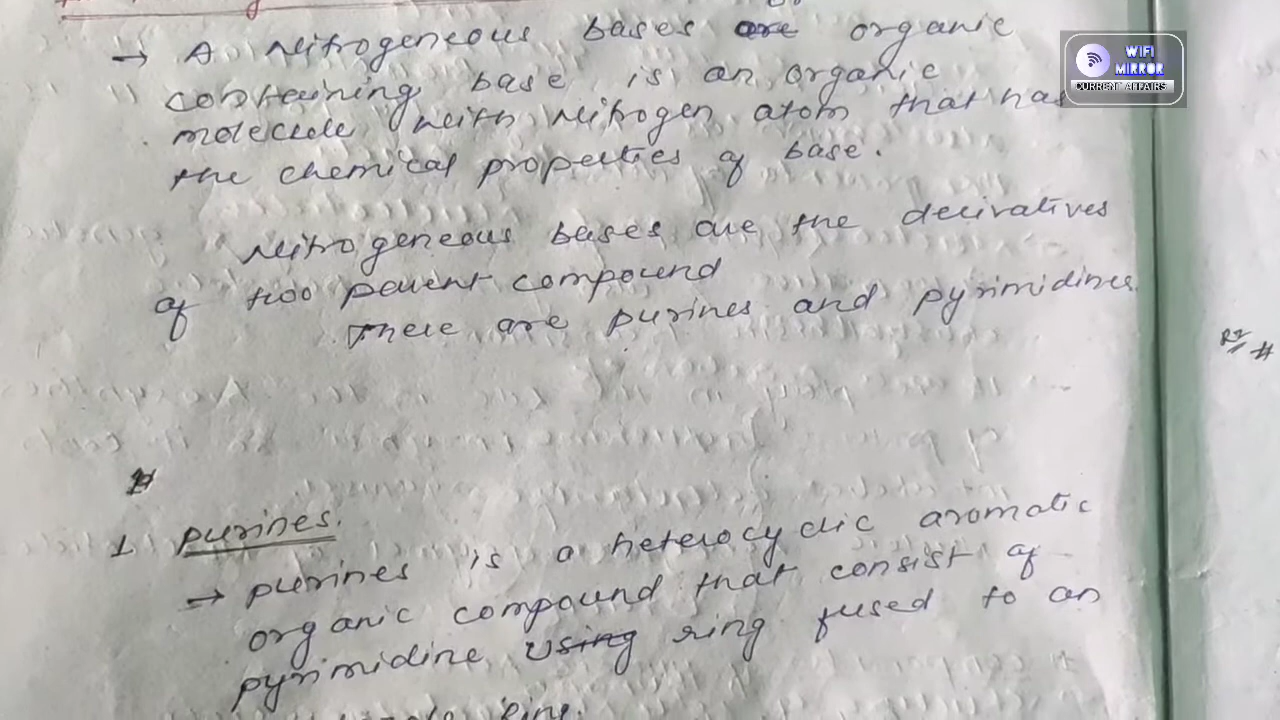 → A Nitrogeneous bases are organic
containing base is an organic
molecule with Nitrogen atom that has
the chemical properties of base.
Nitrogeneous bases are the derivatives
of two parent compound
There are purines and pyrimidines
1 purines.
→ purines is a heterocyclic aromatic
organic compound that consist of
pyrimidine using ring fused to an
ring.
WIFI
MIRROR
CURRENT AFFAIRS